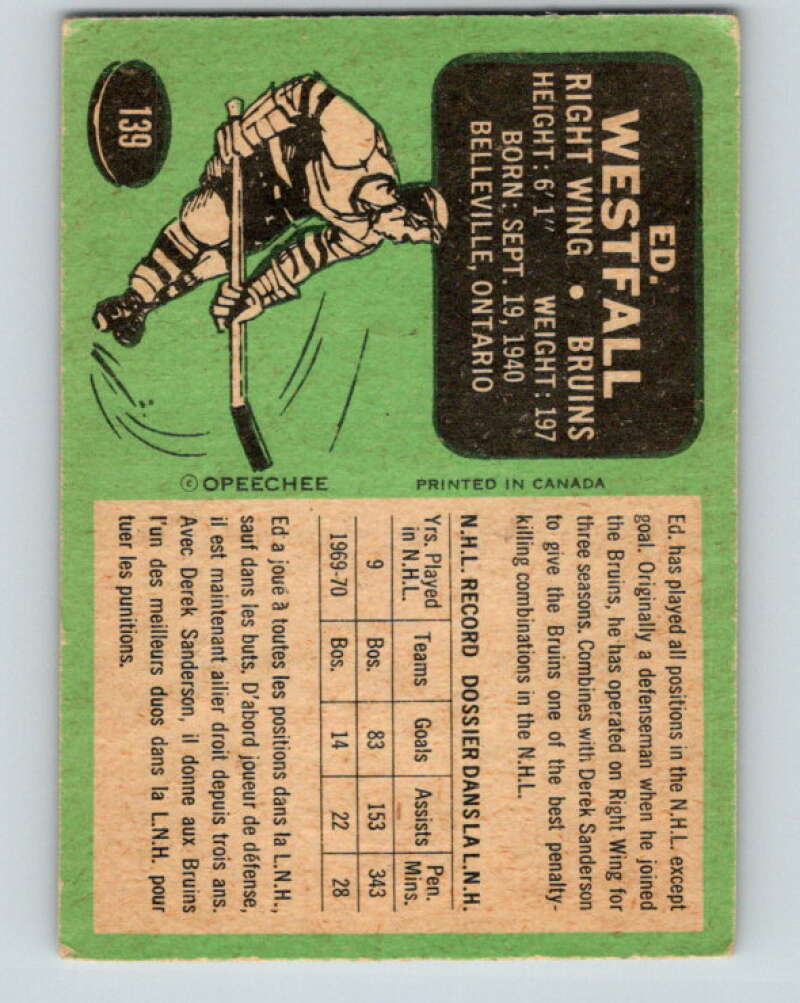 139
ED.
WESTFALL
RIGHT WING • BRUINS
HEIGHT: 6'1" WEIGHT: 197
BORN: SEPT. 19, 1940
BELLEVILLE, ONTARIO
© OPEECHEE PRINTED IN CANADA
Ed. has played all positions in the N.H.L. except
goal. Originally a defenseman when he joined
the Bruins, he has operated on Right Wing for
three seasons. Combines with Derek Sanderson
to give the Bruins one of the best penalty-
killing combinations in the N.H.L.
N.H.L. RECORD DOSSIER DANS LA L.N.H.
Yrs. Played in N.H.L. Teams Goals Assists Pen. Mins.
9 Bos. 83 153 343
1969-70 Bos. 14 22 28
Ed a joué à toutes les positions dans la L.N.H.,
sauf dans les buts. D'abord joueur de défense,
il est maintenant ailier droit depuis trois ans.
Avec Derek Sanderson, il donne aux Bruins
l'un des meilleurs duos dans la L.N.H. pour
tuer les punitions.